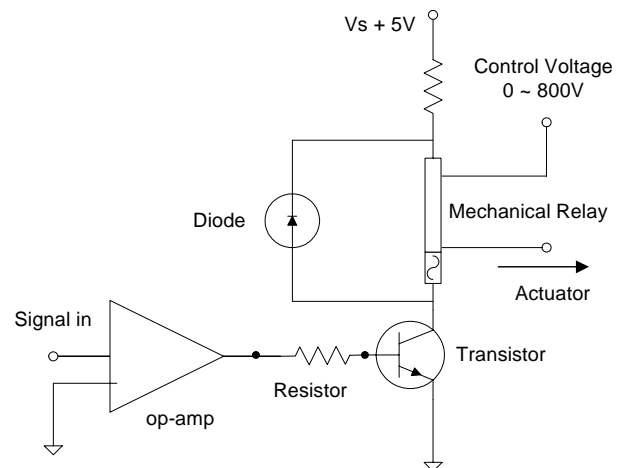 Vs + 5V
Control Voltage
0 ~ 800V
Diode
Mechanical Relay
Actuator
Signal in
Transistor
Resistor
op-amp